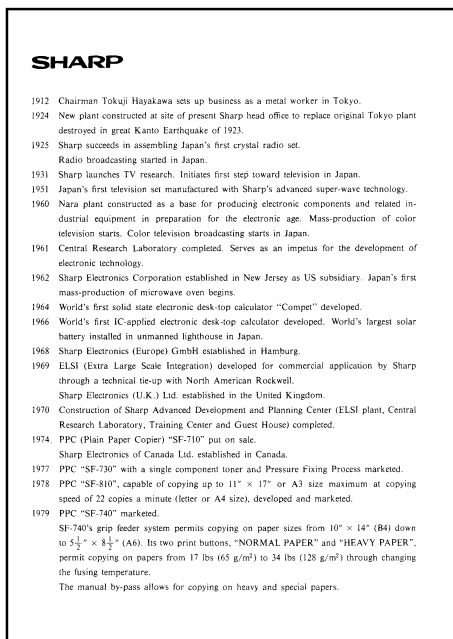 SHARP
1912 Chairman Tokuji Hayakawa sets up business as a metal worker in Tokyo.
1924 New plant constructed at site of present Sharp head office to replace original Tokyo plant
destroyed in great Kanto Earthquake of 1923.
1925 Sharp succeeds in assembling Japan's first crystal radio set.
Radio broadcasting started in Japan.
1931 Sharp launches TV research. Initiates first step toward television in Japan.
1951 Japan's first television set manufactured with Sharp's advanced super-wave technology.
1960 Nara plant constructed as a base for producing electronic components and related in-
dustrial equipment in preparation for the electronic age. Mass-production of color
television starts. Color television broadcasting starts in Japan.
1961 Central Research Laboratory completed. Serves as an impetus for the development of
electronic technology.
1962 Sharp Electronics Corporation established in New Jersey as US subsidiary. Japan's first
mass-production of microwave oven begins.
1964 World's first solid state electronic desk-top calculator "Compet" developed.
1966 World's first IC-applied electronic desk-top calculator developed. World's largest solar
battery installed in unmanned lighthouse in Japan.
1968 Sharp Electronics (Europe) GmbH established in Hamburg.
1969 ELSI (Extra Large Scale Integration) developed for commercial application by Sharp
through a technical tie-up with North American Rockwell.
Sharp Electronics (U.K.) Ltd. established in the United Kingdom.
1970 Construction of Sharp Advanced Development and Planning Center (ELSI plant, Central
Research Laboratory, Training Center and Guest House) completed.
1974 PPC (Plain Paper Copier) "SF-710" put on sale.
Sharp Electronics of Canada Ltd. established in Canada.
1977 PPC "SF-730" with a single component toner and Pressure Fixing Process marketed.
1978 PPC "SF-810", capable of copying up to 11" × 17" or A3 size maximum at copying
speed of 22 copies a minute (letter or A4 size), developed and marketed.
1979 PPC "SF-740" marketed.
SF-740's grip feeder system permits copying on paper sizes from 10" × 14" (B4) down
to 5½" × 8½" (A6). Its two print buttons, "NORMAL PAPER" and "HEAVY PAPER",
permit copying on papers from 17 lbs (65 g/m²) to 34 lbs (128 g/m²) through changing
the fusing temperature.
The manual by-pass allows for copying on heavy and special papers.